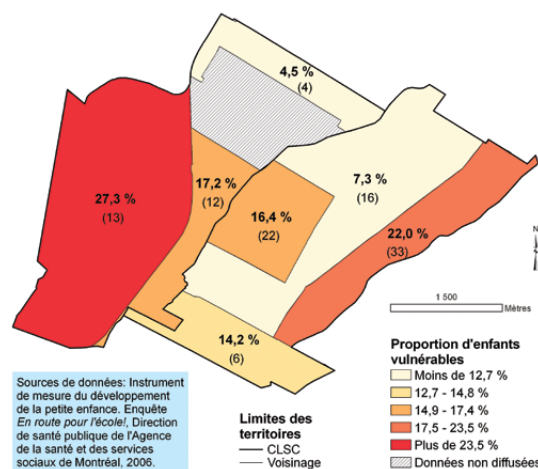 4,5 %
(4)
7,3 %
(16)
27,3 %
(13)
17,2 %
(12)
16,4 %
(22)
22,0 %
(33)
14,2 %
(6)
N
1 500
Mètres
Sources de données: Instrument
de mesure du développement
de la petite enfance. Enquête
En route pour l'école!, Direction
de santé publique de l'Agence
de la santé et des services
sociaux de Montréal, 2006.
Limites des
territoires
CLSC
Voisinage
Proportion d'enfants
vulnérables
Moins de 12,7 %
12,7 - 14,8 %
14,9 - 17,4 %
17,5 - 23,5 %
Plus de 23,5 %
Données non diffusées